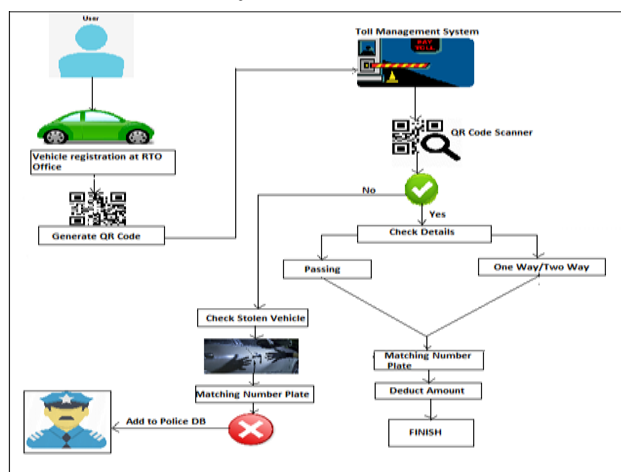 User
Toll Management System
PAY
TOLL
QR Code Scanner
Vehicle registration at RTO
Office
Generate QR Code
No
Yes
Check Details
Passing
One Way/Two Way
Check Stolen Vehicle
Matching Number
Plate
Matching Number Plate
Deduct Amount
Add to Police DB
FINISH